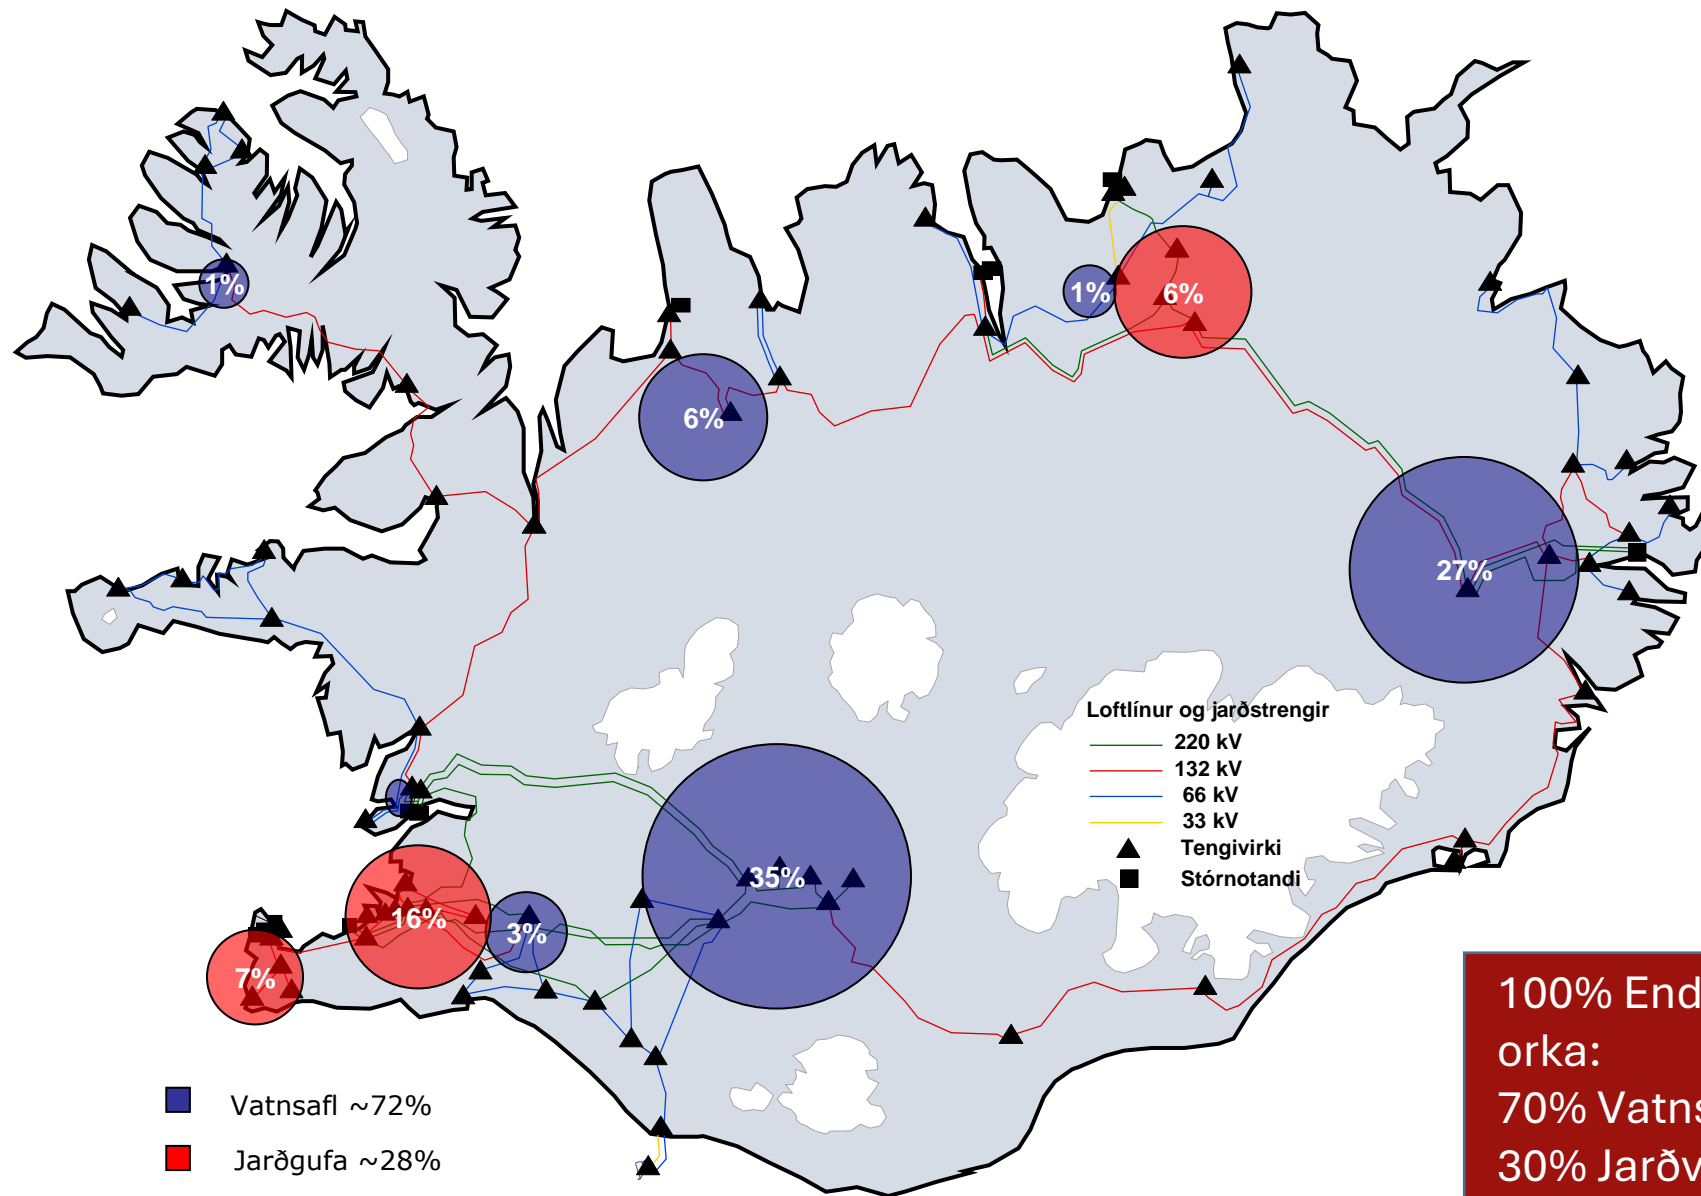 1%
1%
6%
6%
27%
Loftlínur og jarðstrengir
220 kV
132 kV
66 kV
33 kV
Tengivirki
Stórnotandi
35%
16%
3%
7%
Vatnsafl ~72%
Jarðgufa ~28%
100% End
orka:
70% Vatns
30% Jarðv